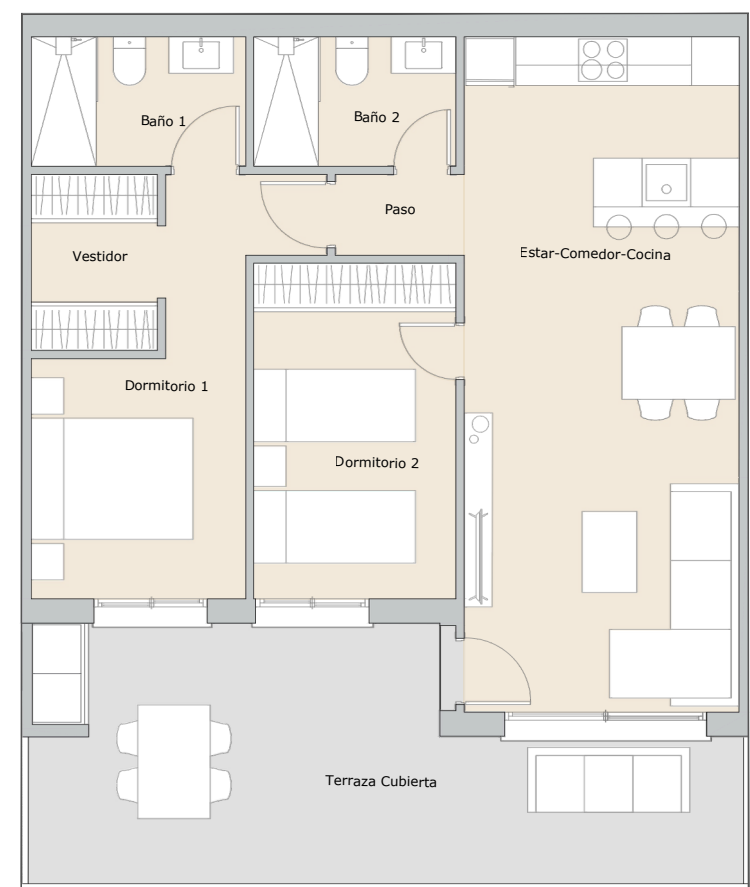 Baño 1
Baño 2
Paso
Vestidor
Estar-Comedor-Cocina
Dormitorio 1
Dormitorio 2
Terraza Cubierta